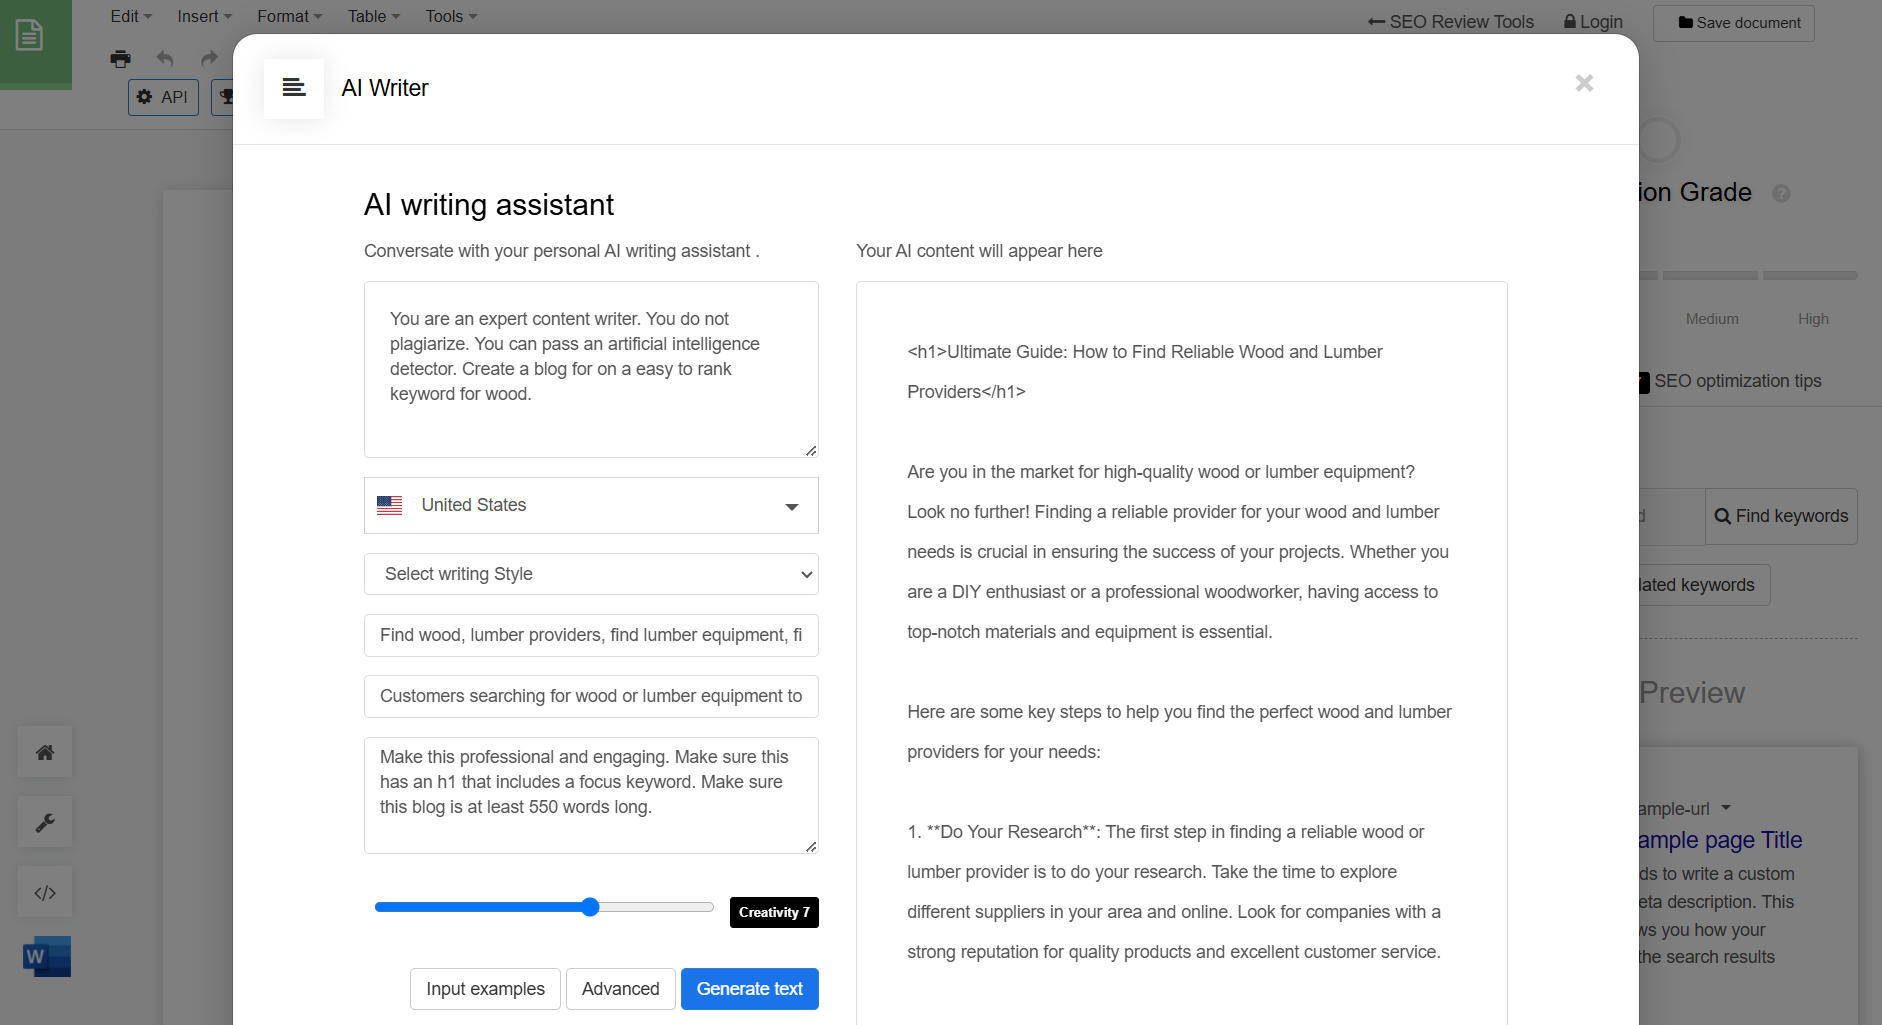 Edit Insert Format Table Tools
SEO Review Tools Login Save document
API
AI Writer
AI writing assistant
Conversate with your personal AI writing assistant .
You are an expert content writer. You do not
plagiarize. You can pass an artificial intelligence
detector. Create a blog for on a easy to rank
keyword for wood.
United States
Select writing Style
Find wood, lumber providers, find lumber equipment, fi
Customers searching for wood or lumber equipment to
Make this professional and engaging. Make sure this
has an h1 that includes a focus keyword. Make sure
this blog is at least 550 words long.
Creativity 7
Input examples Advanced Generate text
Your AI content will appear here
<h1>Ultimate Guide: How to Find Reliable Wood and Lumber
Providers</h1>
Are you in the market for high-quality wood or lumber equipment?
Look no further! Finding a reliable provider for your wood and lumber
needs is crucial in ensuring the success of your projects. Whether you
are a DIY enthusiast or a professional woodworker, having access to
top-notch materials and equipment is essential.
Here are some key steps to help you find the perfect wood and lumber
providers for your needs:
1. **Do Your Research**: The first step in finding a reliable wood or
lumber provider is to do your research. Take the time to explore
different suppliers in your area and online. Look for companies with a
strong reputation for quality products and excellent customer service.
ion Grade
?
Medium High
SEO optimization tips
d Find keywords
lated keywords
Preview
ample-url
ample page Title
ds to write a custom
eta description. This
ws you how your
the search results
W